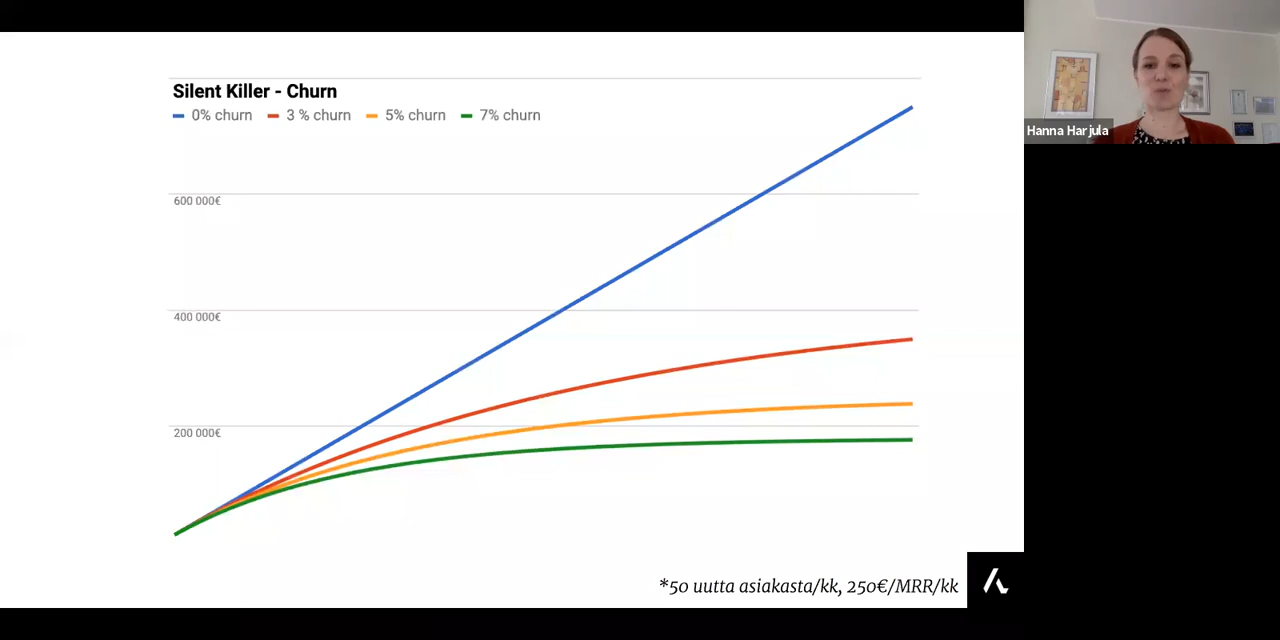 Silent Killer - Churn
0% churn 3 % churn 5% churn 7% churn
600 000€
400 000€
200 000€
*50 uutta asiakasta/kk, 250€/MRR/kk
Hanna Harjula